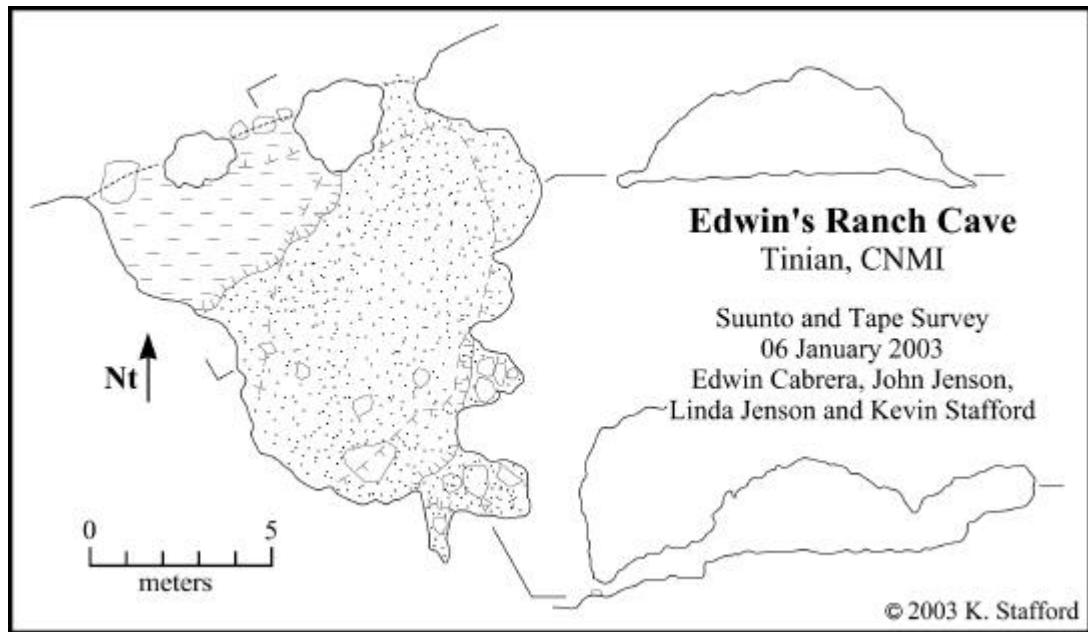 Edwin's Ranch Cave
Tinian, CNMI
Suunto and Tape Survey
06 January 2003
Edwin Cabrera, John Jenson,
Linda Jenson and Kevin Stafford
Nt
0 5
meters
© 2003 K. Stafford